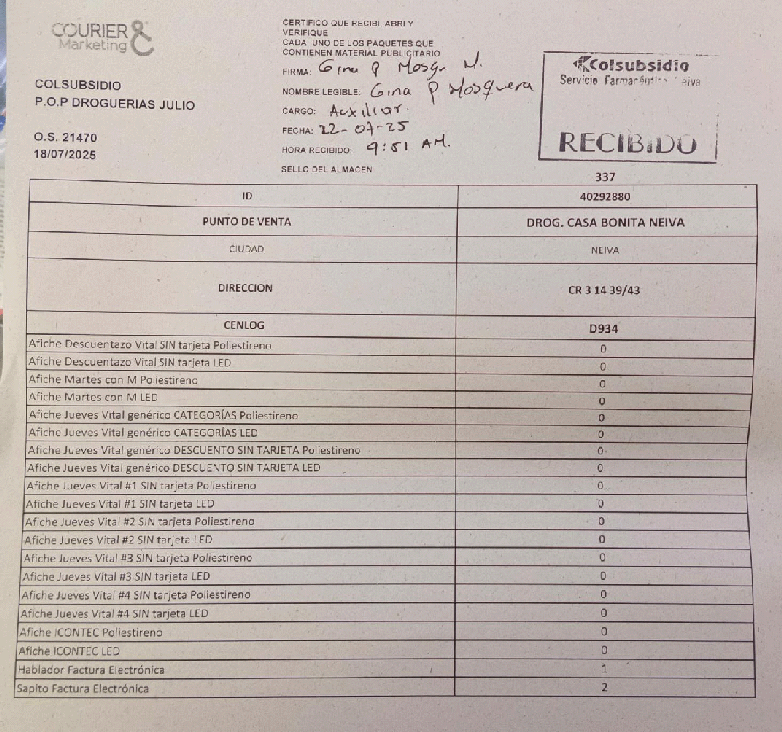 COURIER &
Marketing
COLSUBSIDIO
P.O.P DROGUERIAS JULIO
O.S. 21470
18/07/2025
CERTIFICO QUE RECIBI ABRI Y
VERIFIQUE
CADA UNO DE LOS PAQUETES QUE
CONTIENEN MATERIAL PUBLICITARIO
FIRMA: Gina P Mosqu M.
NOMBRE LEGIBLE: Gina P Mosquera
CARGO: Auxiliar
FECHA: 22-07-25
HORA RECIBIDO: 9:51 AM.
SELLO DEL ALMACEN
Colsubsidio
Servicio Farmacéutico Neiva
RECIBIDO
337
ID 40292880
PUNTO DE VENTA DROG. CASA BONITA NEIVA
CIUDAD NEIVA
DIRECCION CR 3 14 39/43
CENLOG D934
Afiche Descuentazo Vital SIN tarjeta Poliestireno 0
Afiche Descuentazo Vital SIN tarjeta LED 0
Afiche Martes con M Poliestireno 0
Afiche Martes con M LED 0
Afiche Jueves Vital genérico CATEGORÍAS Poliestireno 0
Afiche Jueves Vital genérico CATEGORÍAS LED 0
Afiche Jueves Vital genérico DESCUENTO SIN TARJETA Poliestireno 0
Afiche Jueves Vital genérico DESCUENTO SIN TARJETA LED 0
Afiche Jueves Vital #1 SIN tarjeta Poliestireno 0
Afiche Jueves Vital #1 SIN tarjeta LED 0
Afiche Jueves Vital #2 SIN tarjeta Poliestireno 0
Afiche Jueves Vital #2 SIN tarjeta LED 0
Afiche Jueves Vital #3 SIN tarjeta Poliestireno 0
Afiche Jueves Vital #3 SIN tarjeta LED 0
Afiche Jueves Vital #4 SIN tarjeta Poliestireno 0
Afiche Jueves Vital #4 SIN tarjeta LED 0
Afiche ICONTEC Poliestireno 0
Afiche ICONTEC LED 0
Hablador Factura Electrónica 1
Sapito Factura Electrónica 2